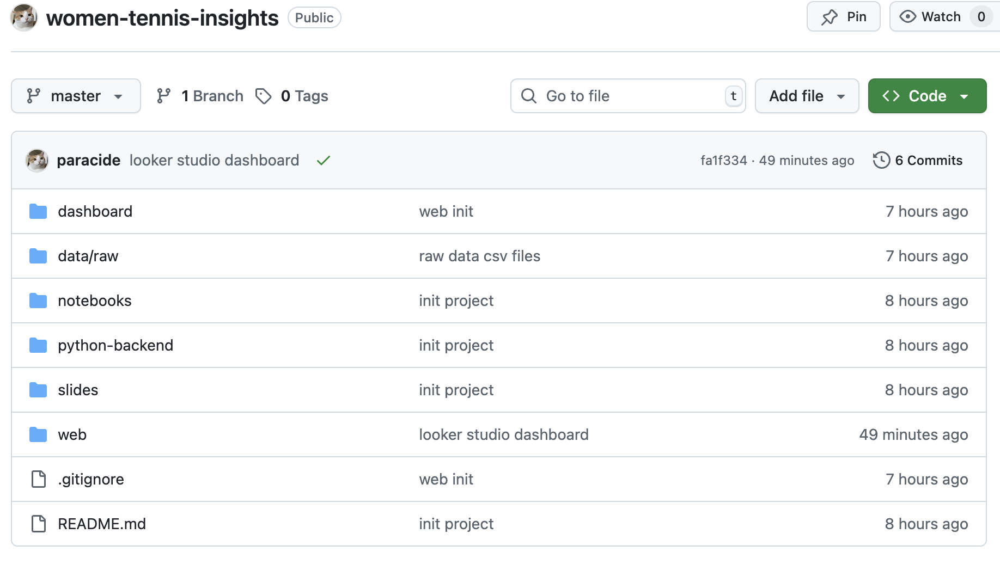 women-tennis-insights Public Pin Watch 0
master 1 Branch 0 Tags Go to file t Add file Code
paracide looker studio dashboard fa1f334 · 49 minutes ago 6 Commits
dashboard web init 7 hours ago
data/raw raw data csv files 7 hours ago
notebooks init project 8 hours ago
python-backend init project 8 hours ago
slides init project 8 hours ago
web looker studio dashboard 49 minutes ago
.gitignore web init 7 hours ago
README.md init project 8 hours ago